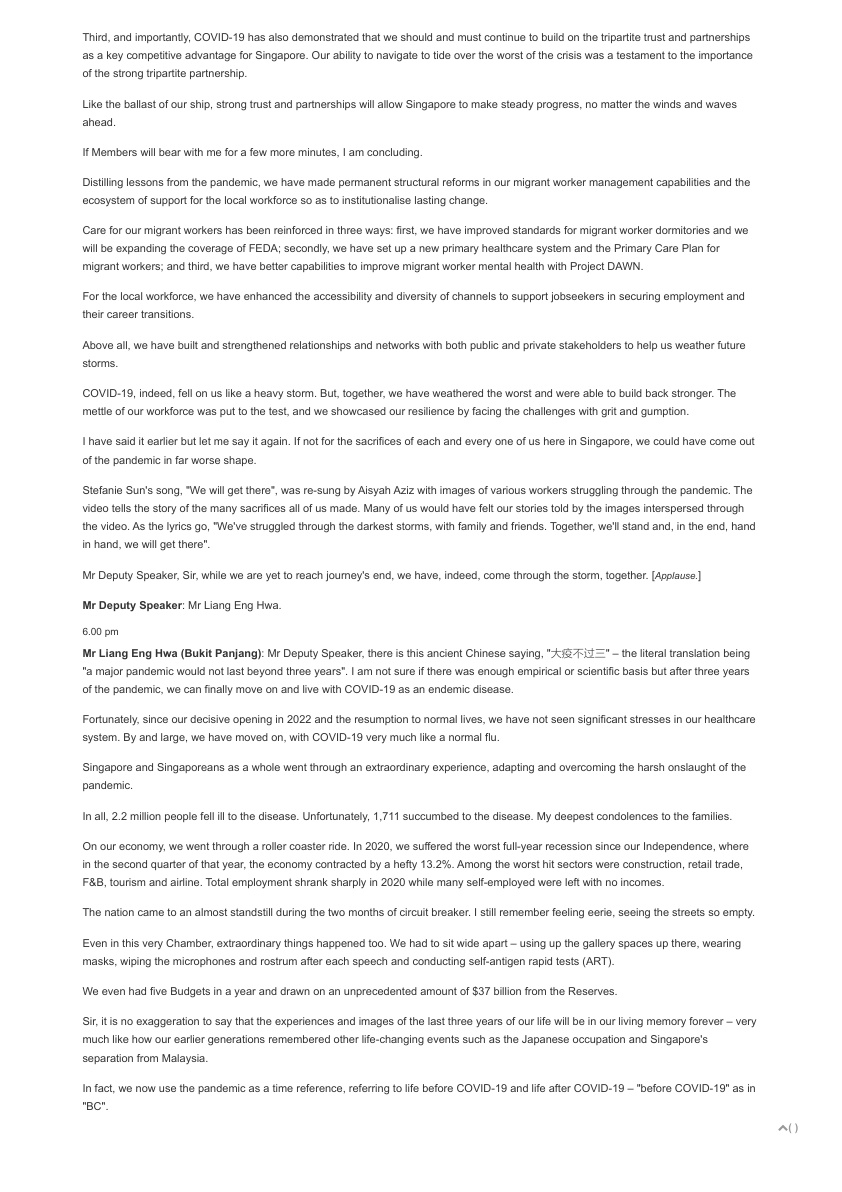 Third, and importantly, COVID-19 has also demonstrated that we should and must continue to build on the tripartite trust and partnerships
as a key competitive advantage for Singapore. Our ability to navigate to tide over the worst of the crisis was a testament to the importance
of the strong tripartite partnership.
Like the ballast of our ship, strong trust and partnerships will allow Singapore to make steady progress, no matter the winds and waves
ahead.
If Members will bear with me for a few more minutes, I am concluding.
Distilling lessons from the pandemic, we have made permanent structural reforms in our migrant worker management capabilities and the
ecosystem of support for the local workforce so as to institutionalise lasting change.
Care for our migrant workers has been reinforced in three ways: first, we have improved standards for migrant worker dormitories and we
will be expanding the coverage of FEDA; secondly, we have set up a new primary healthcare system and the Primary Care Plan for
migrant workers; and third, we have better capabilities to improve migrant worker mental health with Project DAWN.
For the local workforce, we have enhanced the accessibility and diversity of channels to support jobseekers in securing employment and
their career transitions.
Above all, we have built and strengthened relationships and networks with both public and private stakeholders to help us weather future
storms.
COVID-19, indeed, fell on us like a heavy storm. But, together, we have weathered the worst and were able to build back stronger. The
mettle of our workforce was put to the test, and we showcased our resilience by facing the challenges with grit and gumption.
I have said it earlier but let me say it again. If not for the sacrifices of each and every one of us here in Singapore, we could have come out
of the pandemic in far worse shape.
Stefanie Sun's song, "We will get there", was re-sung by Aisyah Aziz with images of various workers struggling through the pandemic. The
video tells the story of the many sacrifices all of us made. Many of us would have felt our stories told by the images interspersed through
the video. As the lyrics go, "We've struggled through the darkest storms, with family and friends. Together, we'll stand and, in the end, hand
in hand, we will get there".
Mr Deputy Speaker, Sir, while we are yet to reach journey's end, we have, indeed, come through the storm, together. [Applause.]
Mr Deputy Speaker: Mr Liang Eng Hwa.
6.00 pm
Mr Liang Eng Hwa (Bukit Panjang): Mr Deputy Speaker, there is this ancient Chinese saying, "大疫不过三" – the literal translation being
"a major pandemic would not last beyond three years". I am not sure if there was enough empirical or scientific basis but after three years
of the pandemic, we can finally move on and live with COVID-19 as an endemic disease.
Fortunately, since our decisive opening in 2022 and the resumption to normal lives, we have not seen significant stresses in our healthcare
system. By and large, we have moved on, with COVID-19 very much like a normal flu.
Singapore and Singaporeans as a whole went through an extraordinary experience, adapting and overcoming the harsh onslaught of the
pandemic.
In all, 2.2 million people fell ill to the disease. Unfortunately, 1,711 succumbed to the disease. My deepest condolences to the families.
On our economy, we went through a roller coaster ride. In 2020, we suffered the worst full-year recession since our Independence, where
in the second quarter of that year, the economy contracted by a hefty 13.2%. Among the worst hit sectors were construction, retail trade,
F&B, tourism and airline. Total employment shrank sharply in 2020 while many self-employed were left with no incomes.
The nation came to an almost standstill during the two months of circuit breaker. I still remember feeling eerie, seeing the streets so empty.
Even in this very Chamber, extraordinary things happened too. We had to sit wide apart – using up the gallery spaces up there, wearing
masks, wiping the microphones and rostrum after each speech and conducting self-antigen rapid tests (ART).
We even had five Budgets in a year and drawn on an unprecedented amount of $37 billion from the Reserves.
Sir, it is no exaggeration to say that the experiences and images of the last three years of our life will be in our living memory forever – very
much like how our earlier generations remembered other life-changing events such as the Japanese occupation and Singapore's
separation from Malaysia.
In fact, we now use the pandemic as a time reference, referring to life before COVID-19 and life after COVID-19 – "before COVID-19" as in
"BC".
( )